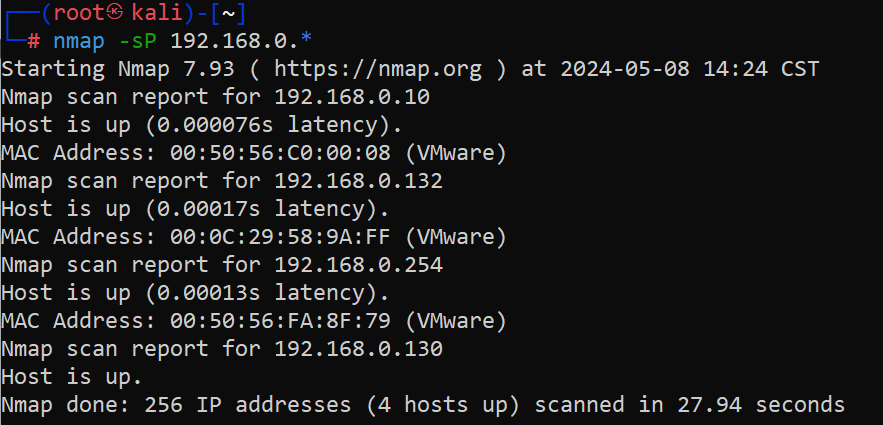 ┌──(root㉿kali)-[~]
└─# nmap -sP 192.168.0.*
Starting Nmap 7.93 ( https://nmap.org ) at 2024-05-08 14:24 CST
Nmap scan report for 192.168.0.10
Host is up (0.000076s latency).
MAC Address: 00:50:56:C0:00:08 (VMware)
Nmap scan report for 192.168.0.132
Host is up (0.00017s latency).
MAC Address: 00:0C:29:58:9A:FF (VMware)
Nmap scan report for 192.168.0.254
Host is up (0.00013s latency).
MAC Address: 00:50:56:FA:8F:79 (VMware)
Nmap scan report for 192.168.0.130
Host is up.
Nmap done: 256 IP addresses (4 hosts up) scanned in 27.94 seconds